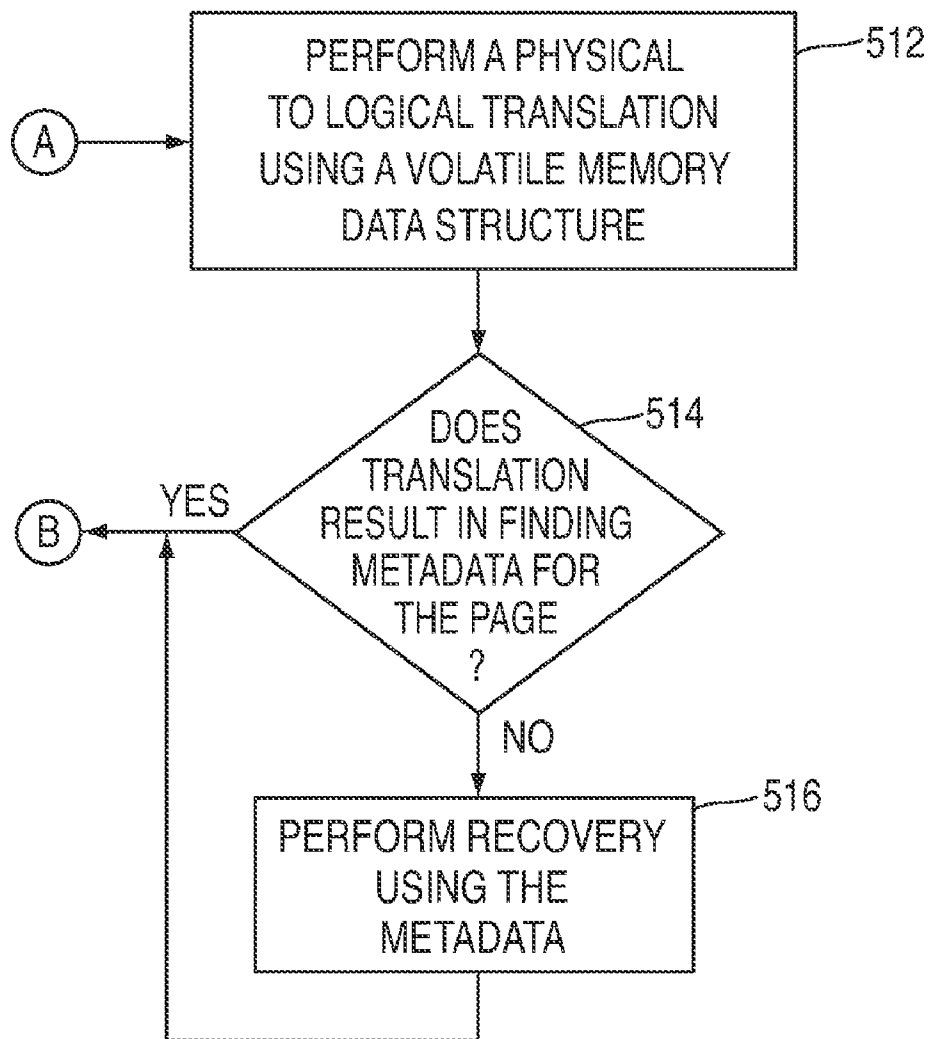 PERFORM A PHYSICAL
TO LOGICAL TRANSLATION
USING A VOLATILE MEMORY
DATA STRUCTURE
512
A
DOES
TRANSLATION
RESULT IN FINDING
METADATA FOR
THE PAGE
?
514
YES
B
NO
PERFORM RECOVERY
USING THE
METADATA
516